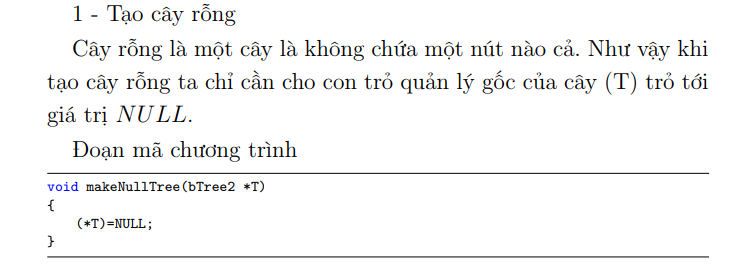 1 - Tạo cây rỗng
Cây rỗng là một cây là không chứa một nút nào cả. Như vậy khi
tạo cây rỗng ta chỉ cần cho con trỏ quản lý gốc của cây (T) trỏ tới
giá trị NULL.
Đoạn mã chương trình
void makeNullTree(bTree2 *T)
{
    (*T)=NULL;
}